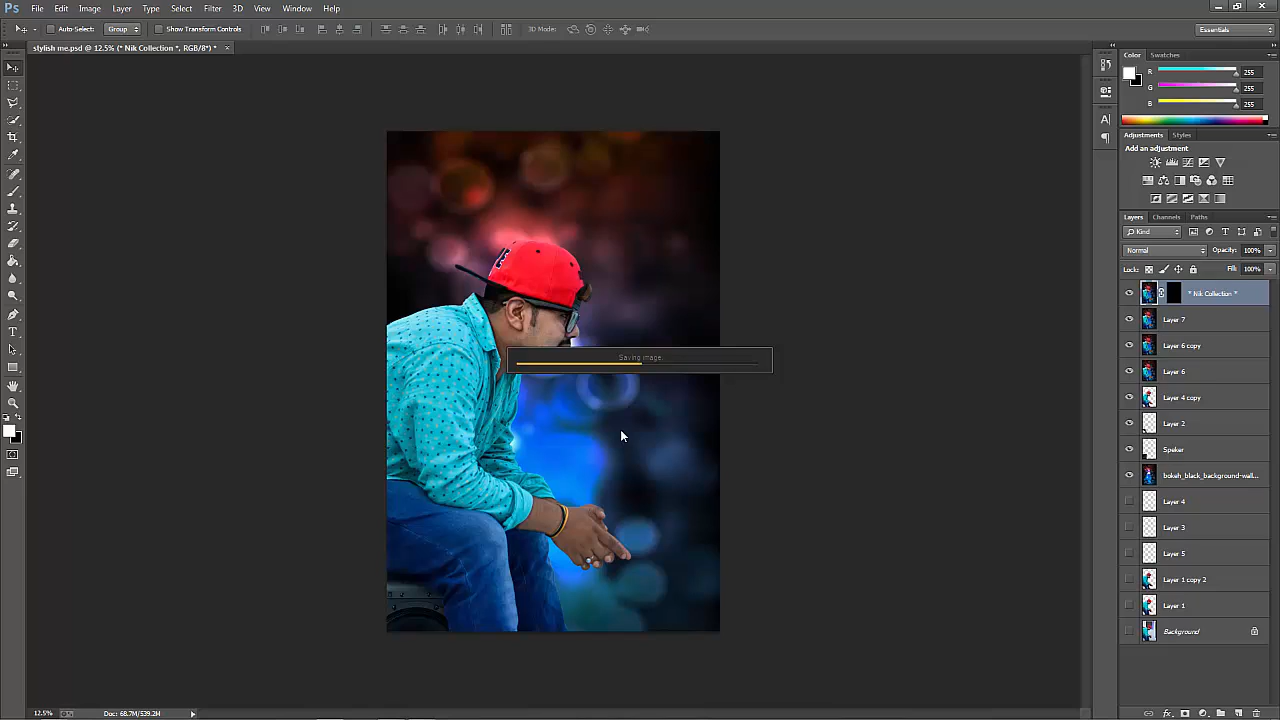 Ps File Edit Image Layer Type Select Filter 3D View Window Help
Auto-Select: Group Show Transform Controls 3D Mode: Essentials
stylish me.psd @ 12.5% (* Nik Collection *, RGB/8*) * ×
Color Swatches
R 255
G 255
B 255
Adjustments Styles
Add an adjustment
Layers Channels Paths
Kind
Normal Opacity: 100%
Lock: Fill: 100%
* Nik Collection *
Layer 7
Layer 6 copy
Saving image.
Layer 6
Layer 4 copy
Layer 2
Speker
bokeh_black_background-wall...
Layer 4
Layer 3
Layer 5
Layer 1 copy 2
Layer 1
Background
12.5% Doc: 68.7M/539.2M